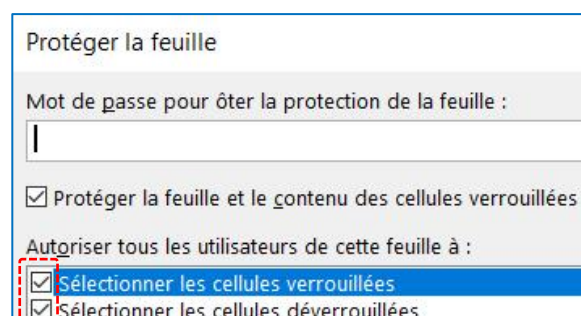 Protéger la feuille
Mot de passe pour ôter la protection de la feuille :
Protéger la feuille et le contenu des cellules verrouillées
Autoriser tous les utilisateurs de cette feuille à :
Sélectionner les cellules verrouillées
Sélectionner les cellules déverrouillées